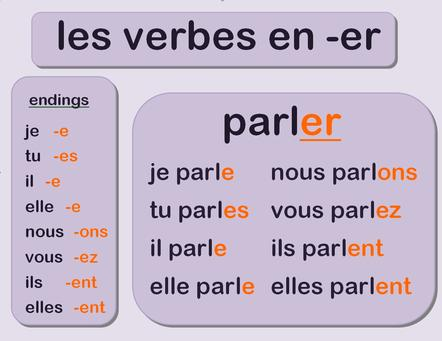 les verbes en -er
endings
je -e
tu -es
il -e
elle -e
nous -ons
vous -ez
ils -ent
elles -ent
parler
je parle nous parlons
tu parles vous parlez
il parle ils parlent
elle parle elles parlent